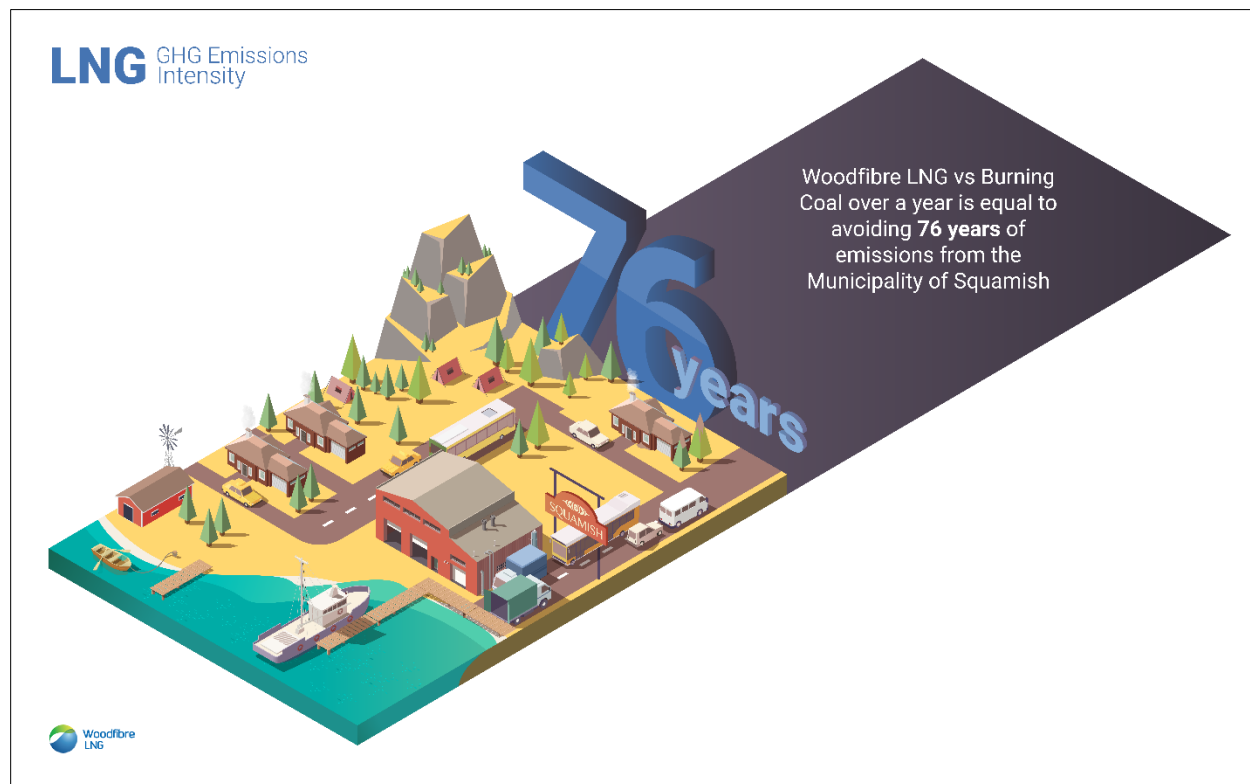 LNG GHG Emissions
Intensity
76
years
Woodfibre LNG vs Burning
Coal over a year is equal to
avoiding 76 years of
emissions from the
Municipality of Squamish
SQUAMISH
Woodfibre
LNG